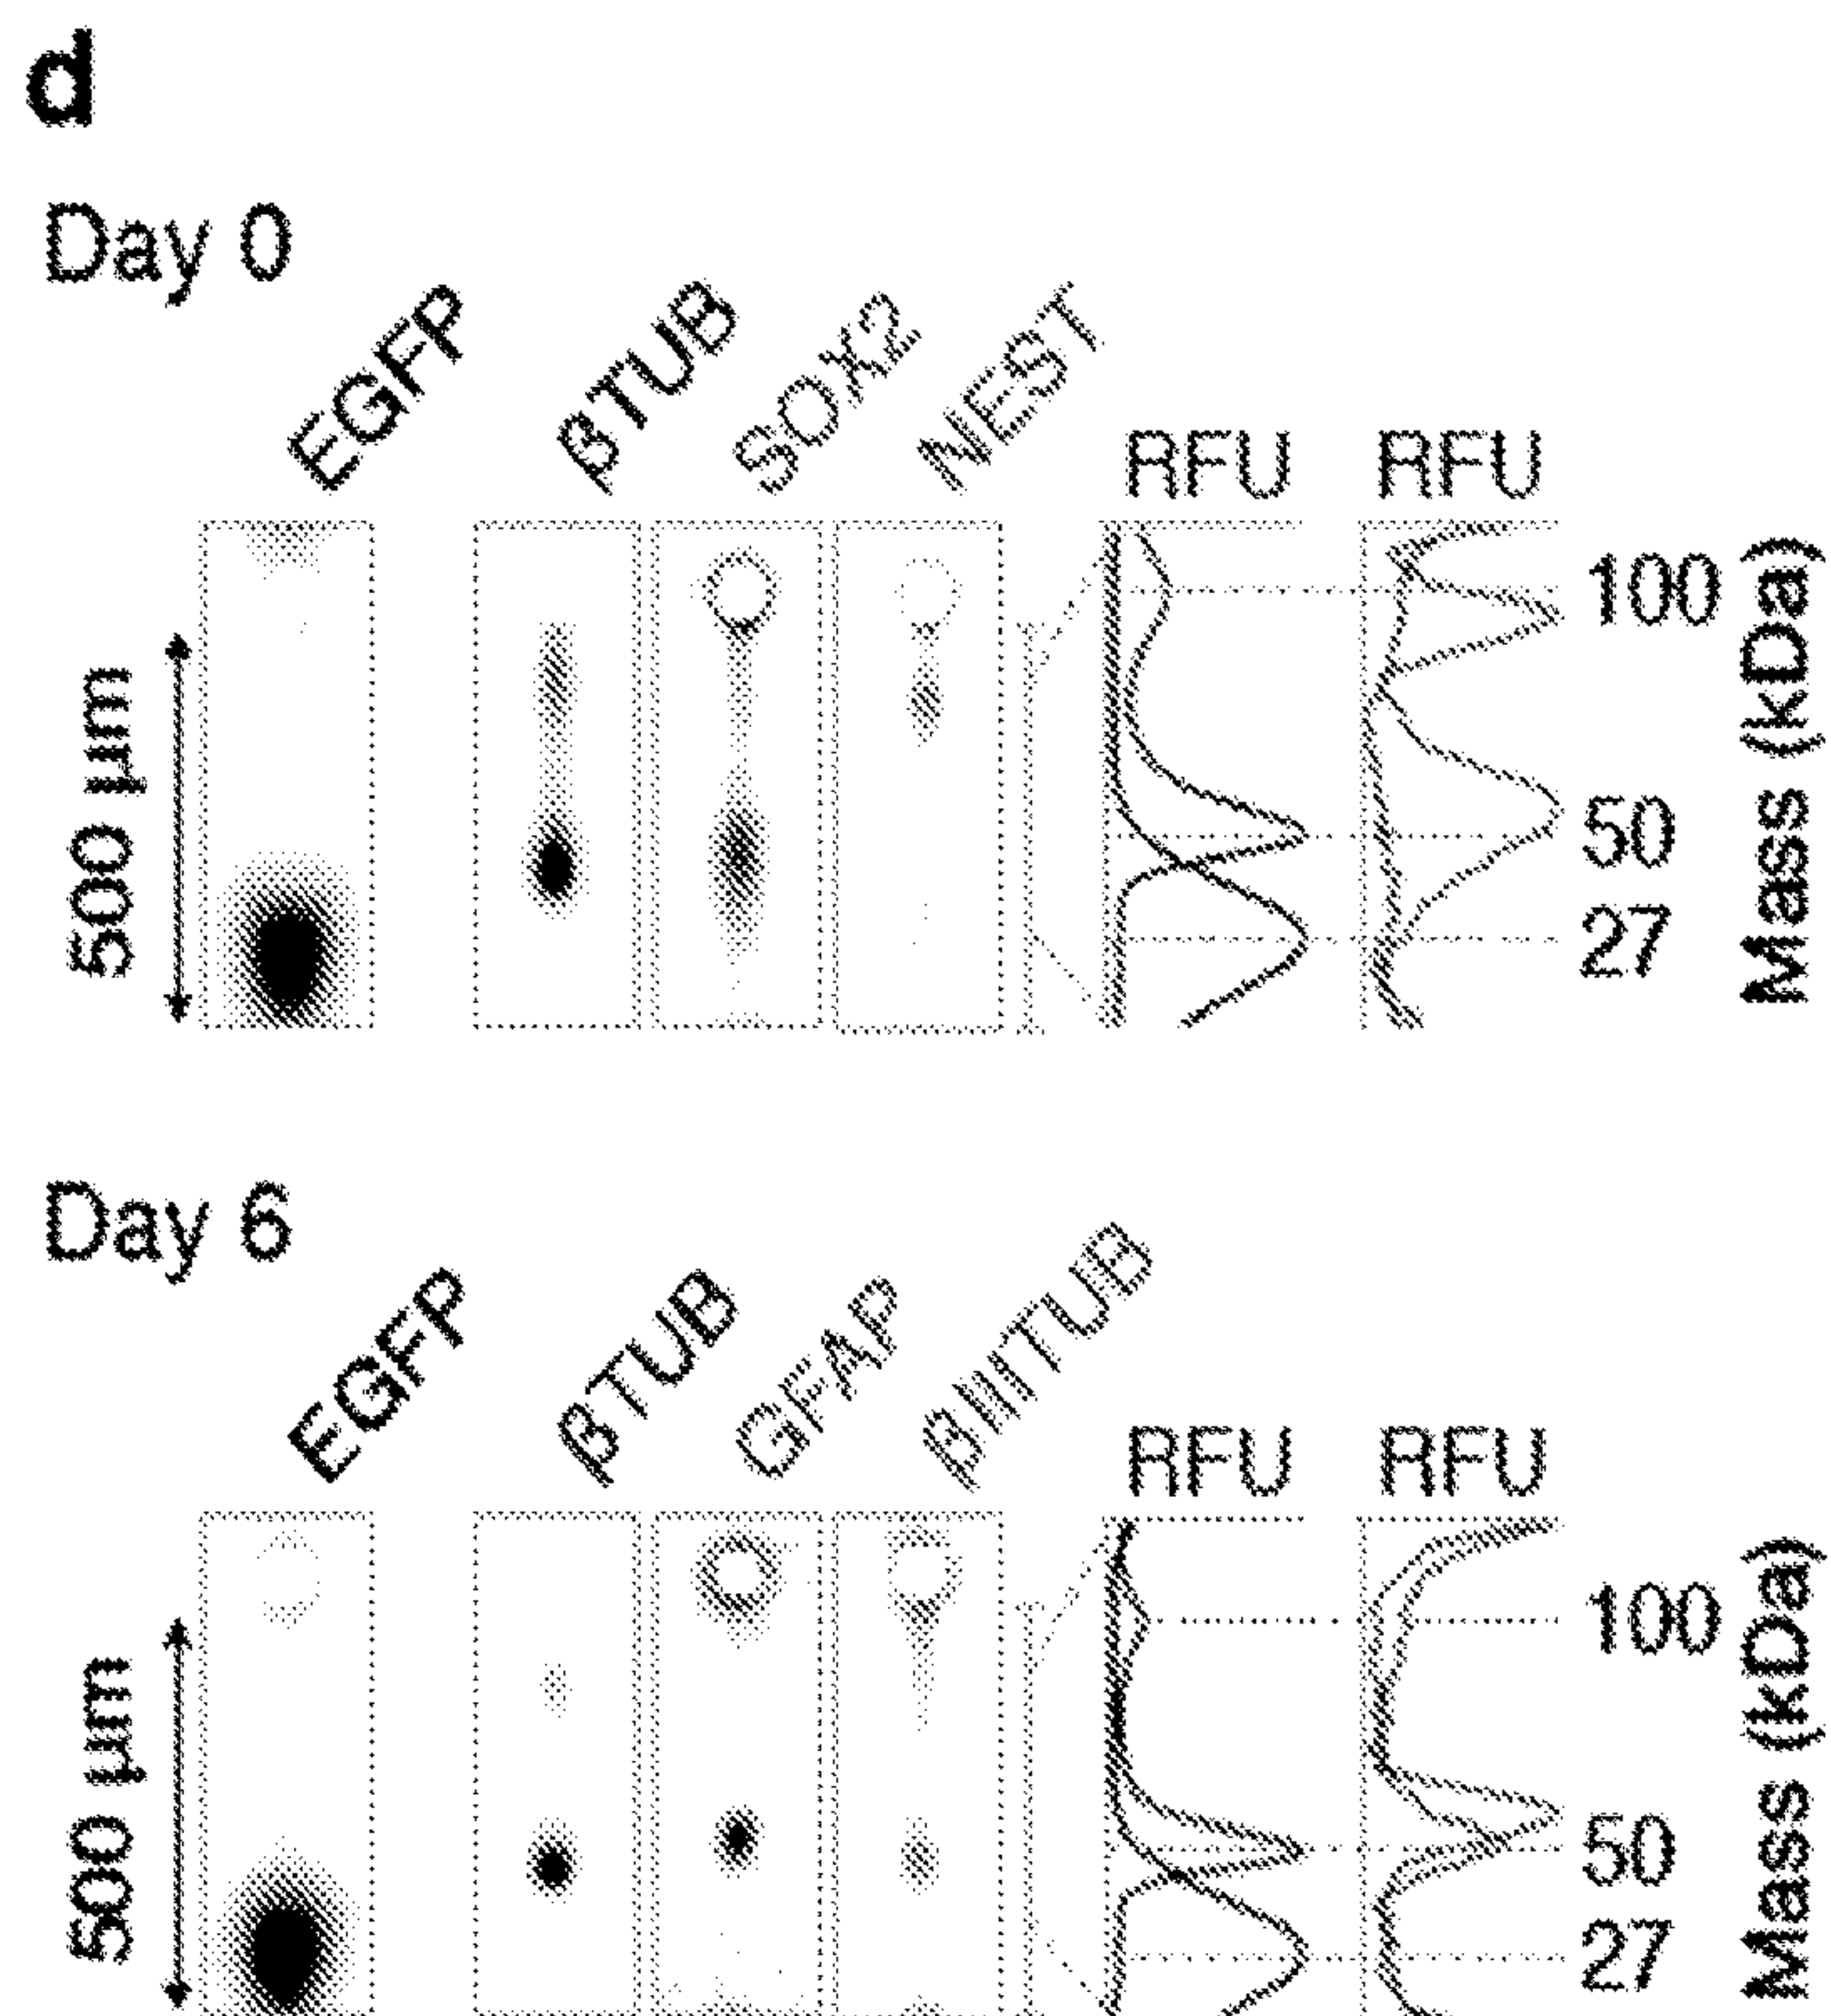 d
Day 0
EGFP
βTUB
SOX2
NEST
RFU
RFU
500 µm
100
50
27
Mass (kDa)
Day 6
EGFP
βTUB
GFAP
βIIITUB
RFU
RFU
500 µm
100
50
27
Mass (kDa)